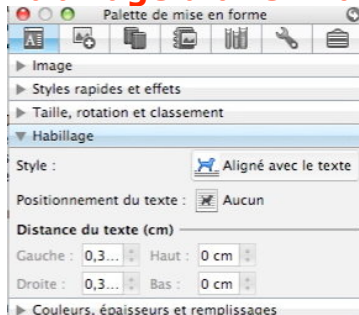 Palette de mise en forme
Image
Styles rapides et effets
Taille, rotation et classement
Habillage
Style : Aligné avec le texte
Positionnement du texte : Aucun
Distance du texte (cm)
Gauche : 0,3... Haut : 0 cm
Droite : 0,3... Bas : 0 cm
Couleurs, épaisseurs et remplissages